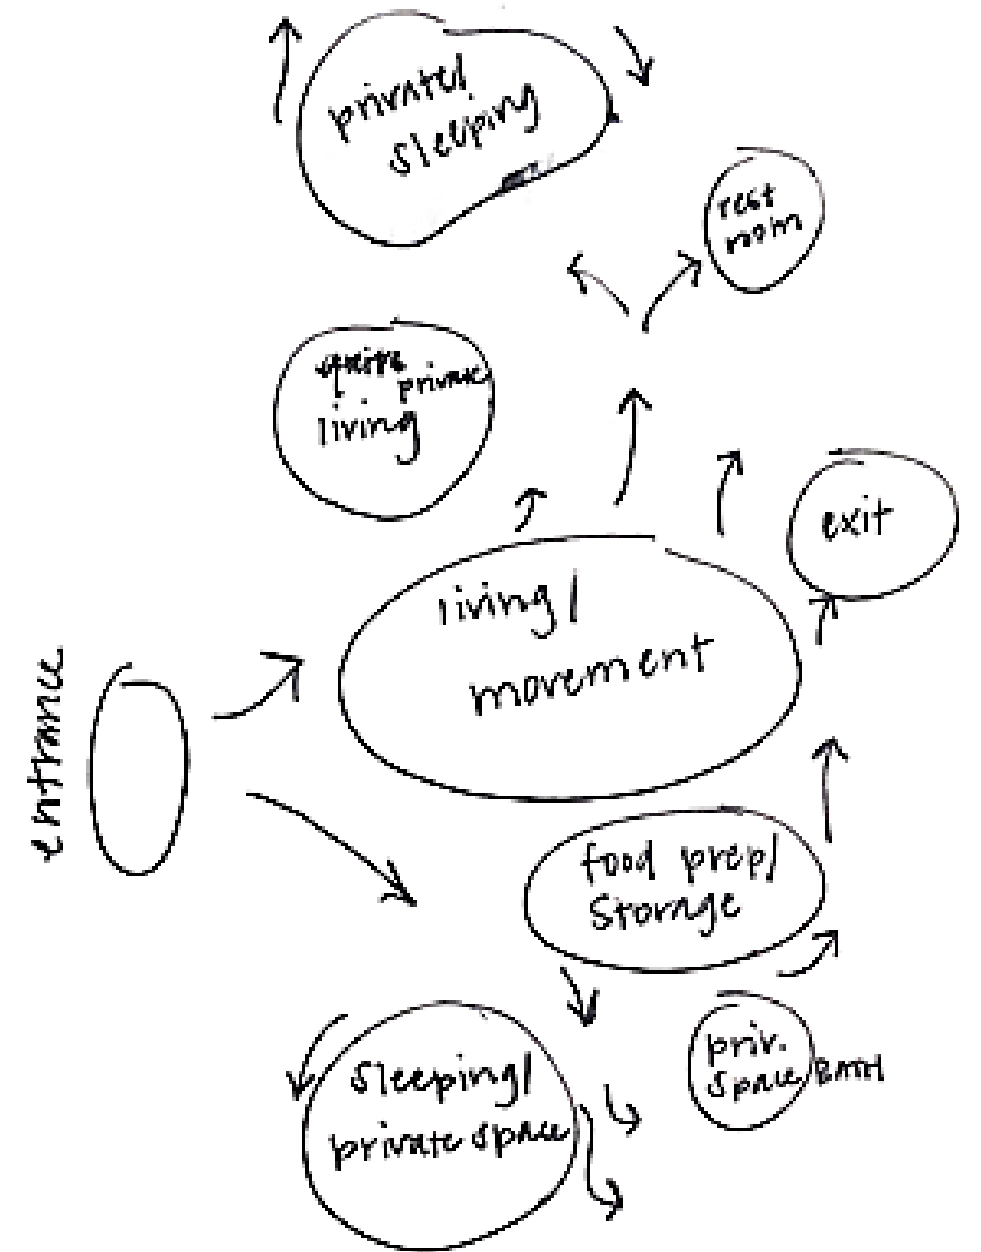 private/
sleeping
rest
room
private
living
exit
living/
movement
entrance
food prep/
storage
priv.
space/BATH
sleeping/
private space